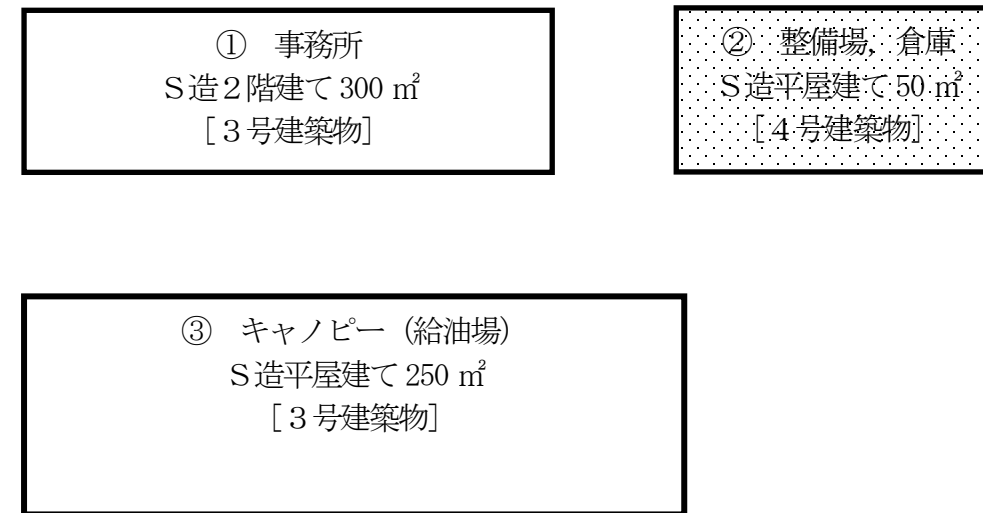 ① 事務所
S造２階建て 300 ㎡
［３号建築物］
② 整備場，倉庫
S造平屋建て 50 ㎡
［４号建築物］
③ キャノピー（給油場）
S造平屋建て 250 ㎡
［３号建築物］